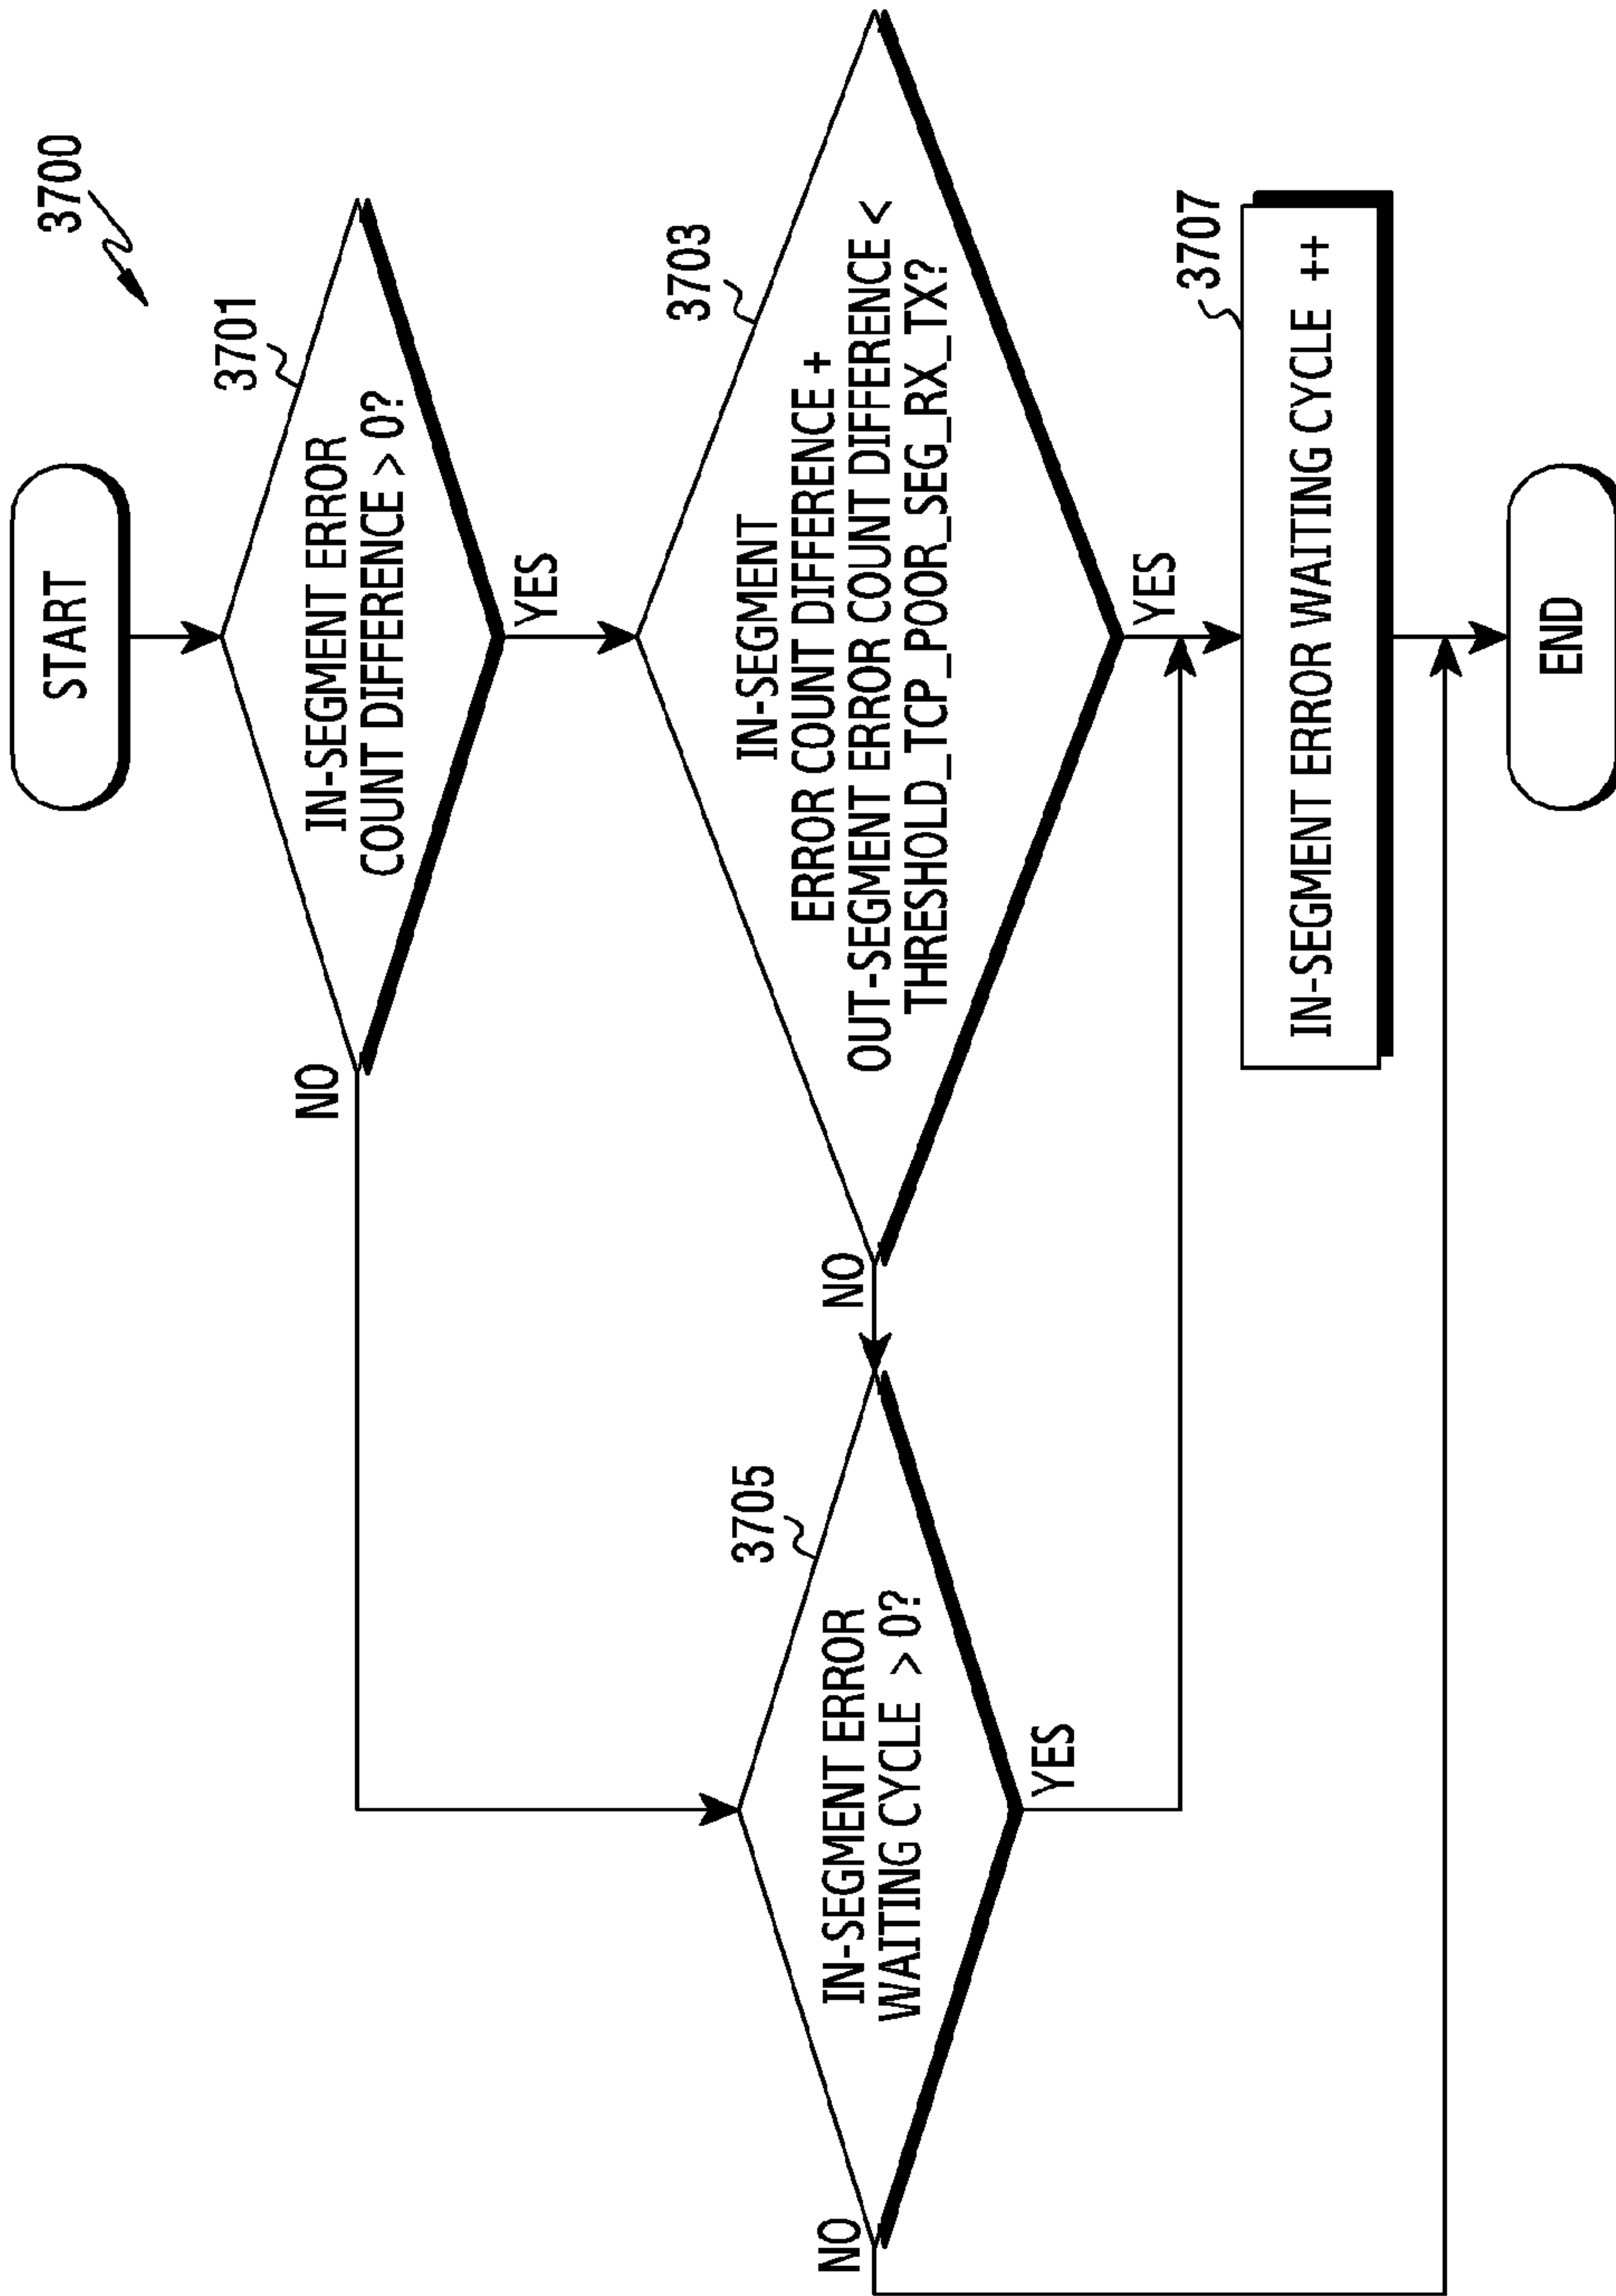 3700
START
3701
IN-SEGMENT ERROR
COUNT DIFFERENCE > 0?
NO
YES
3703
IN-SEGMENT
ERROR COUNT DIFFERENCE +
OUT-SEGMENT ERROR COUNT DIFFERENCE <
THRESHOLD_TCP_POOR_SEG_RX_TX?
NO
YES
3705
IN-SEGMENT ERROR
WAITING CYCLE > 0?
NO
YES
3707
IN-SEGMENT ERROR WAITING CYCLE ++
END